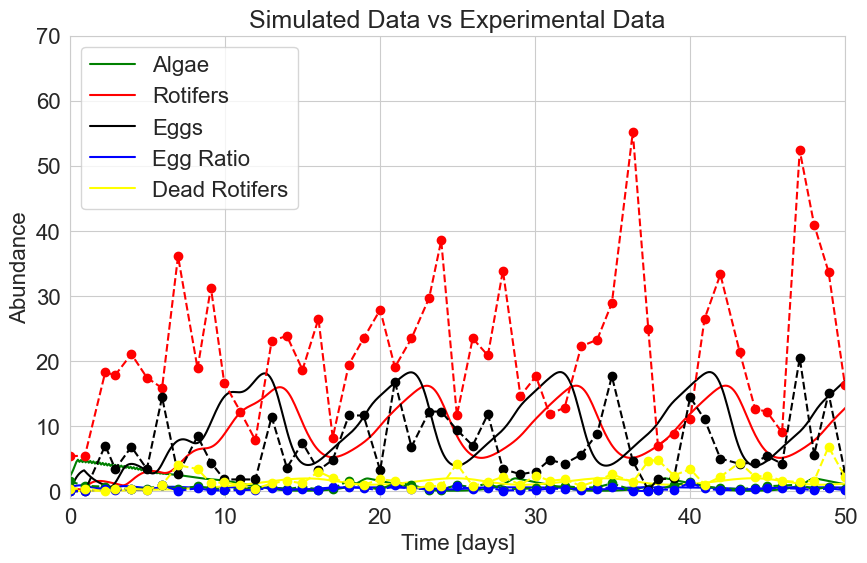 Simulated Data vs Experimental Data
70
60
50
40
30
20
10
0
Abundance
Algae
Rotifers
Eggs
Egg Ratio
Dead Rotifers
0 10 20 30 40 50
Time [days]